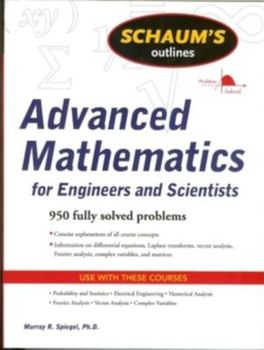 SCHAUM'S
outlines
Problem
Solved
Advanced
Mathematics
for Engineers and Scientists
950 fully solved problems
• Concise explanations of all course concepts
• Information on differential equations, Laplace transforms, vector analysis,
Fourier analysis, complex variables, and matrices
USE WITH THESE COURSES
• Probability and Statistics • Electrical Engineering • Numerical Analysis
• Fourier Analysis • Vector Analysis • Complex Variables
Murray R. Spiegel, Ph.D.